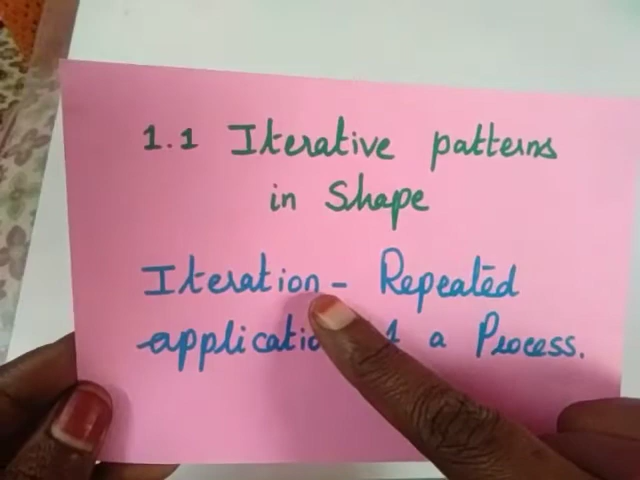 1.1 Iterative patterns
in Shape
Iteration - Repeated
a Process.